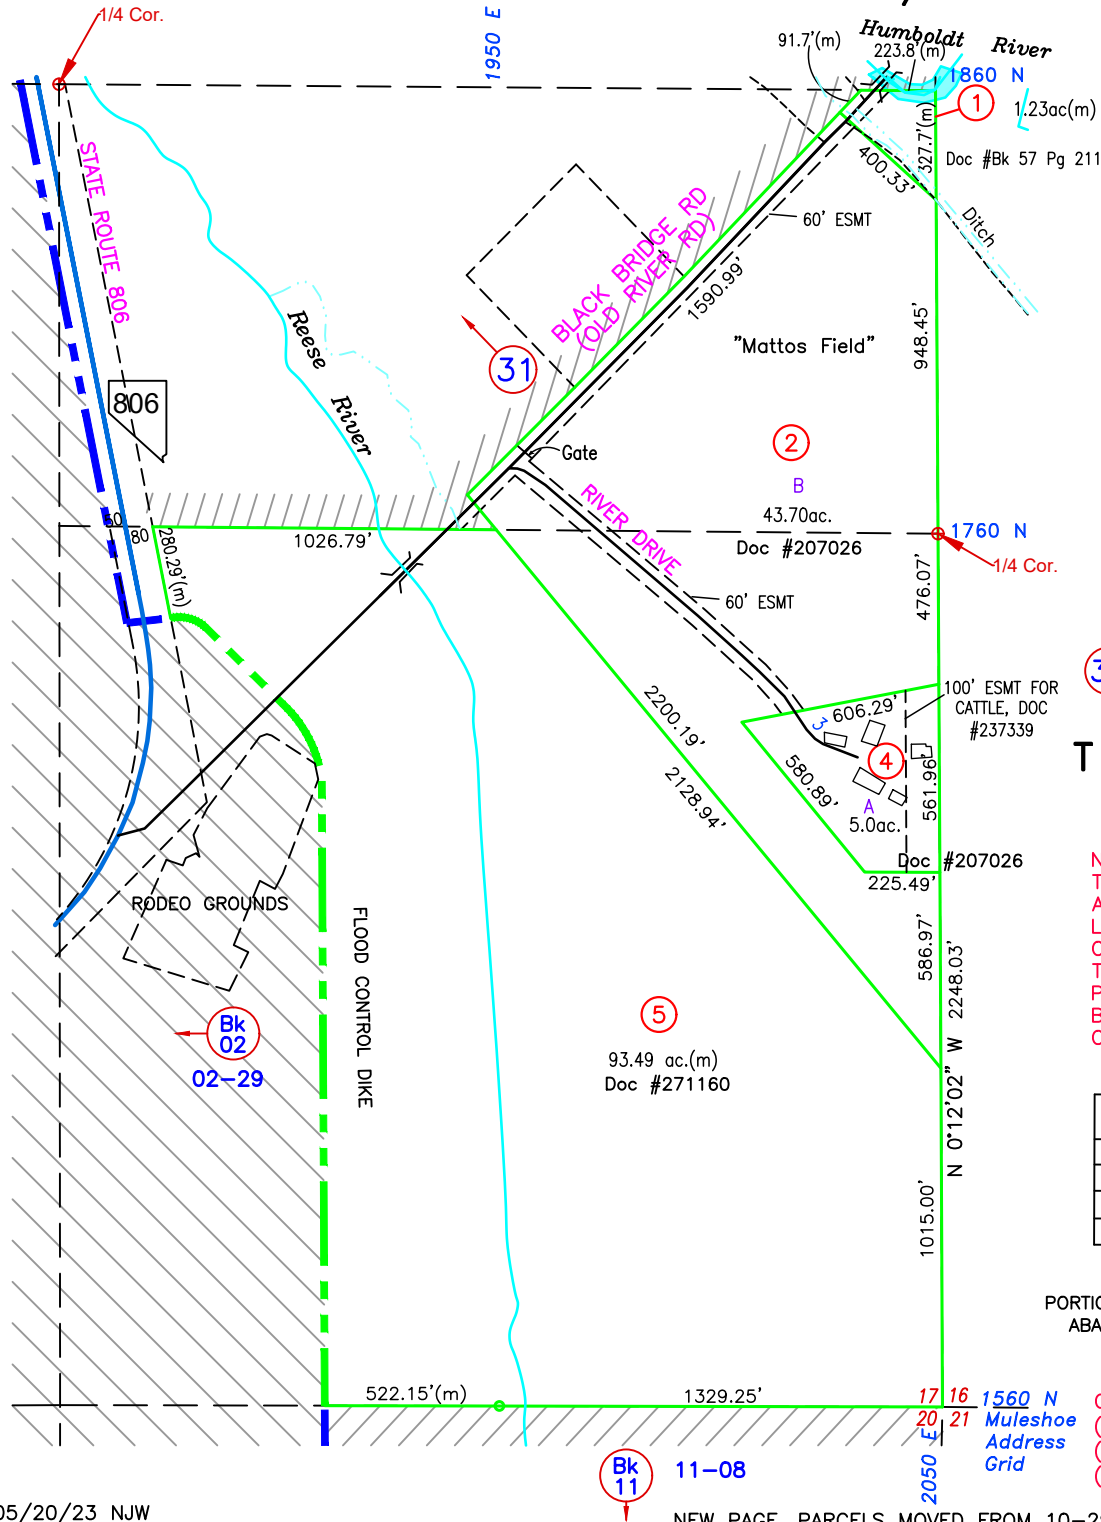 1/4 Cor.
1950 E
Humboldt River
91.7'(m)
223.8'(m)
1860 N
1
1.23ac(m)
327.7'(m)
Doc #Bk 57 Pg 211
400.33'
Ditch
STATE ROUTE 806
60' ESMT
BLACK BRIDGE RD
(OLD RIVER RD)
1590.99'
948.45'
"Mattos Field"
Reese
River
31
806
2
Gate
B
43.70ac.
RIVER DRIVE
Doc #207026
1760 N
1/4 Cor.
80
280.29'(m)
1026.79'
476.07'
60' ESMT
100' ESMT FOR
CATTLE, DOC
#237339
606.29'
3
4
2200.19'
2128.94'
580.89'
561.96'
A
5.0ac.
Doc #207026
225.49'
RODEO GROUNDS
FLOOD CONTROL DIKE
586.97'
2248.03'
N 0°12'02" W
Bk
02
02-29
5
93.49 ac.(m)
Doc #271160
1015.00'
PORTIO
ABA
522.15'(m)
1329.25'
17 16
20 21
1560 N
Muleshoe
Address
Grid
2050 E
Bk
11
11-08
05/20/23 NJW
NEW PAGE, PARCELS MOVED FROM 10-2